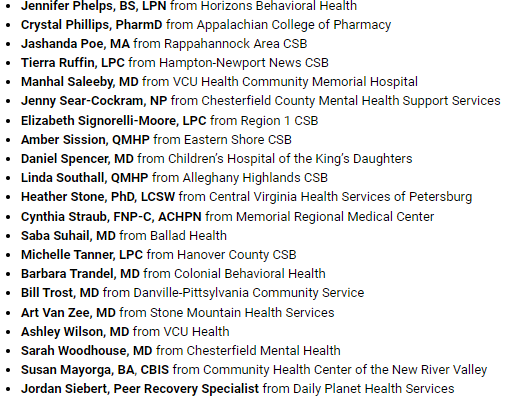 • Jennifer Phelps, BS, LPN from Horizons Behavioral Health
• Crystal Phillips, PharmD from Appalachian College of Pharmacy
• Jashanda Poe, MA from Rappahannock Area CSB
• Tierra Ruffin, LPC from Hampton-Newport News CSB
• Manhal Saleeby, MD from VCU Health Community Memorial Hospital
• Jenny Sear-Cockram, NP from Chesterfield County Mental Health Support Services
• Elizabeth Signorelli-Moore, LPC from Region 1 CSB
• Amber Sission, QMHP from Eastern Shore CSB
• Daniel Spencer, MD from Children’s Hospital of the King’s Daughters
• Linda Southall, QMHP from Alleghany Highlands CSB
• Heather Stone, PhD, LCSW from Central Virginia Health Services of Petersburg
• Cynthia Straub, FNP-C, ACHPN from Memorial Regional Medical Center
• Saba Suhail, MD from Ballad Health
• Michelle Tanner, LPC from Hanover County CSB
• Barbara Trandel, MD from Colonial Behavioral Health
• Bill Trost, MD from Danville-Pittsylvania Community Service
• Art Van Zee, MD from Stone Mountain Health Services
• Ashley Wilson, MD from VCU Health
• Sarah Woodhouse, MD from Chesterfield Mental Health
• Susan Mayorga, BA, CBIS from Community Health Center of the New River Valley
• Jordan Siebert, Peer Recovery Specialist from Daily Planet Health Services